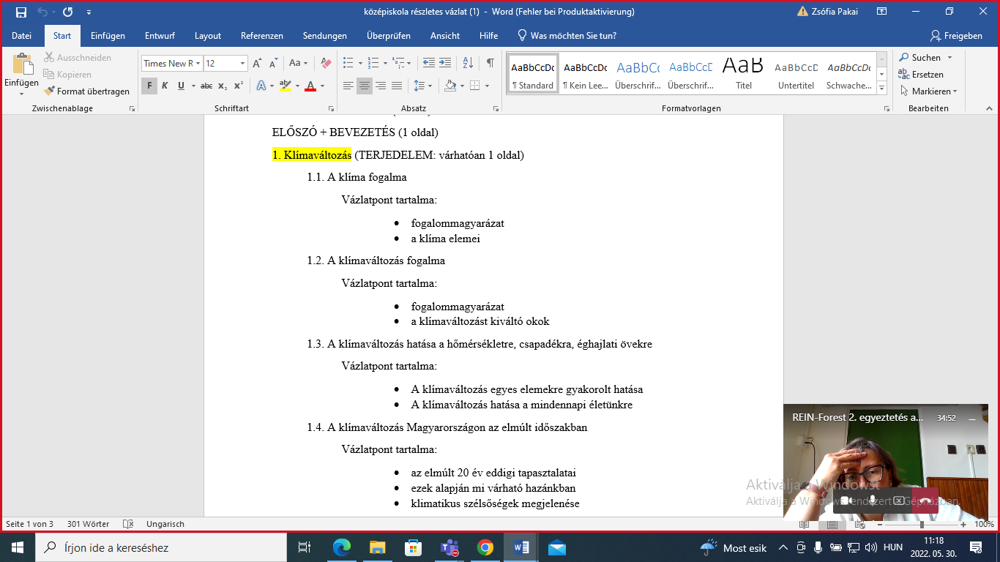 középiskola részletes vázlat (1) - Word (Fehler bei Produktaktivierung)
Zsófia Pakai
Datei Start Einfügen Entwurf Layout Referenzen Sendungen Überprüfen Ansicht Hilfe Was möchten Sie tun? Freigeben
Einfügen
Ausschneiden
Kopieren
Format übertragen
Zwischenablage
Times New R 12
F K U abc x₂ x²
Schriftart
Absatz
AaBbCcDc AaBbCcDc AaBbCc AaBbCcD AaB AaBbCcD AaBbCcDc
¶ Standard ¶ Kein Lee... Überschrif... Überschrif... Titel Untertitel Schwache...
Formatvorlagen
Suchen
Ersetzen
Markieren
Bearbeiten
ELŐSZÓ + BEVEZETÉS (1 oldal)
1. Klímaváltozás (TERJEDELEM: várhatóan 1 oldal)
1.1. A klíma fogalma
Vázlatpont tartalma:
• fogalommagyarázat
• a klíma elemei
1.2. A klímaváltozás fogalma
Vázlatpont tartalma:
• fogalommagyarázat
• a klímaváltozást kiváltó okok
1.3. A klímaváltozás hatása a hőmérsékletre, csapadékra, éghajlati övekre
Vázlatpont tartalma:
• A klímaváltozás egyes elemekre gyakorolt hatása
• A klímaváltozás hatása a mindennapi életünkre
1.4. A klímaváltozás Magyarországon az elmúlt időszakban
Vázlatpont tartalma:
• az elmúlt 20 év eddigi tapasztalatai
• ezek alapján mi várható hazánkban
• klimatikus szélsőségek megjelenése
REIN-Forest 2. egyeztetés a... 34:52
Aktiválja a Windowst
Aktiválja a Windows rendszert a Gépházban.
Seite 1 von 3 301 Wörter Ungarisch 100%
Írjon ide a kereséshez
Most esik
HUN
11:18
2022. 05. 30.